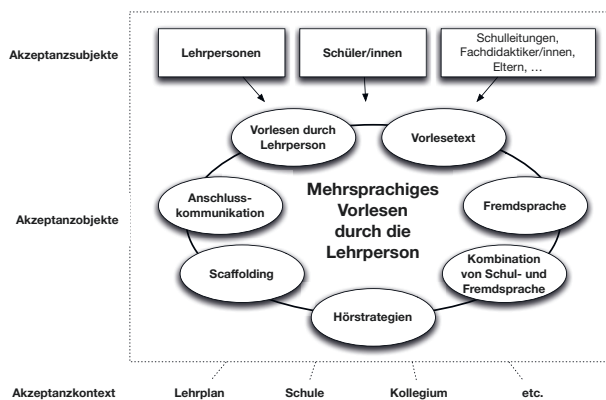 Akzeptanzsubjekte
Lehrpersonen
Schüler/innen
Schulleitungen,
Fachdidaktiker/innen,
Eltern, …
Vorlesen durch
Lehrperson
Vorlesetext
Anschluss-
kommunikation
Mehrsprachiges
Vorlesen
durch die
Lehrperson
Fremdsprache
Akzeptanzobjekte
Scaffolding
Kombination
von Schul- und
Fremdsprache
Hörstrategien
Akzeptanzkontext
Lehrplan
Schule
Kollegium
etc.